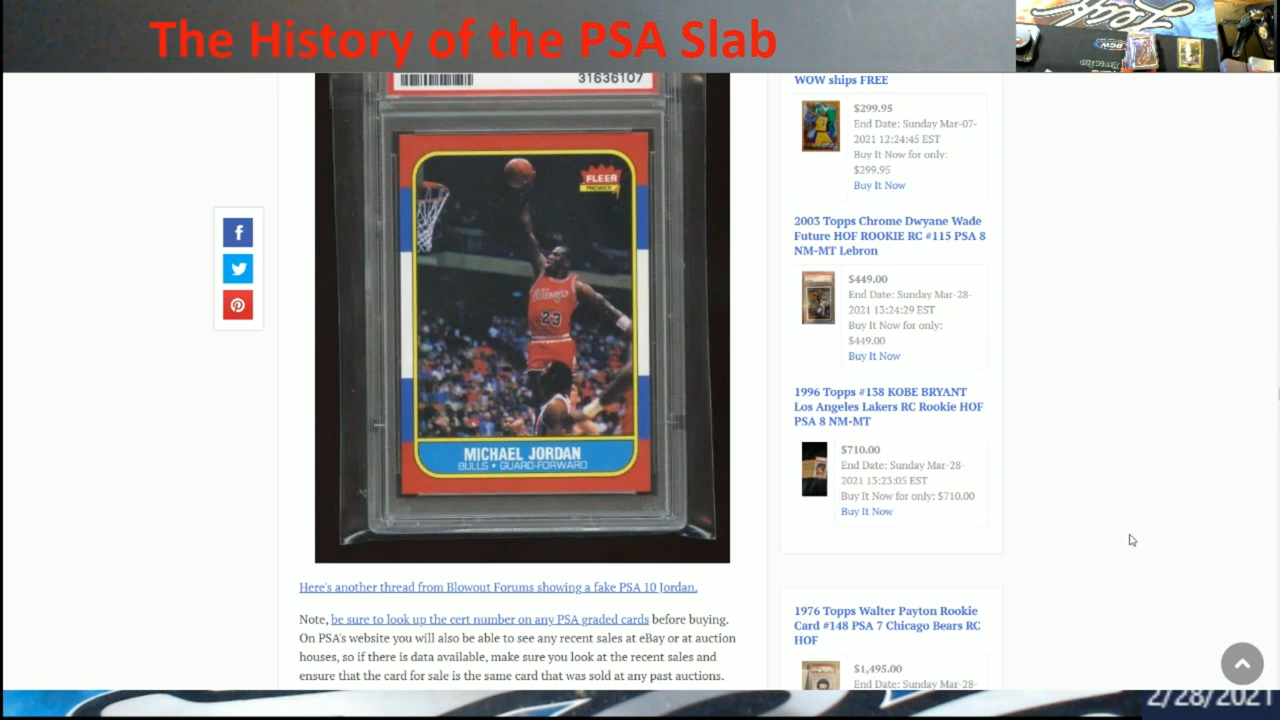 The History of the PSA Slab
31636107
FLEER
PREMIER
Chicago
23
MICHAEL JORDAN
BULLS • GUARD-FORWARD
Here's another thread from Blowout Forums showing a fake PSA 10 Jordan.
Note, be sure to look up the cert number on any PSA graded cards before buying.
On PSA's website you will also be able to see any recent sales at eBay or at auction
houses, so if there is data available, make sure you look at the recent sales and
ensure that the card for sale is the same card that was sold at any past auctions.
WOW ships FREE
$299.95
End Date: Sunday Mar-07-
2021 12:24:45 EST
Buy It Now for only:
$299.95
Buy It Now
2003 Topps Chrome Dwyane Wade
Future HOF ROOKIE RC #115 PSA 8
NM-MT Lebron
$449.00
End Date: Sunday Mar-28-
2021 13:24:29 EST
Buy It Now for only:
$449.00
Buy It Now
1996 Topps #138 KOBE BRYANT
Los Angeles Lakers RC Rookie HOF
PSA 8 NM-MT
$710.00
End Date: Sunday Mar-28-
2021 13:23:05 EST
Buy It Now for only: $710.00
Buy It Now
1976 Topps Walter Payton Rookie
Card #148 PSA 7 Chicago Bears RC
HOF
$1,495.00
End Date: Sunday Mar-28-
2/28/2021